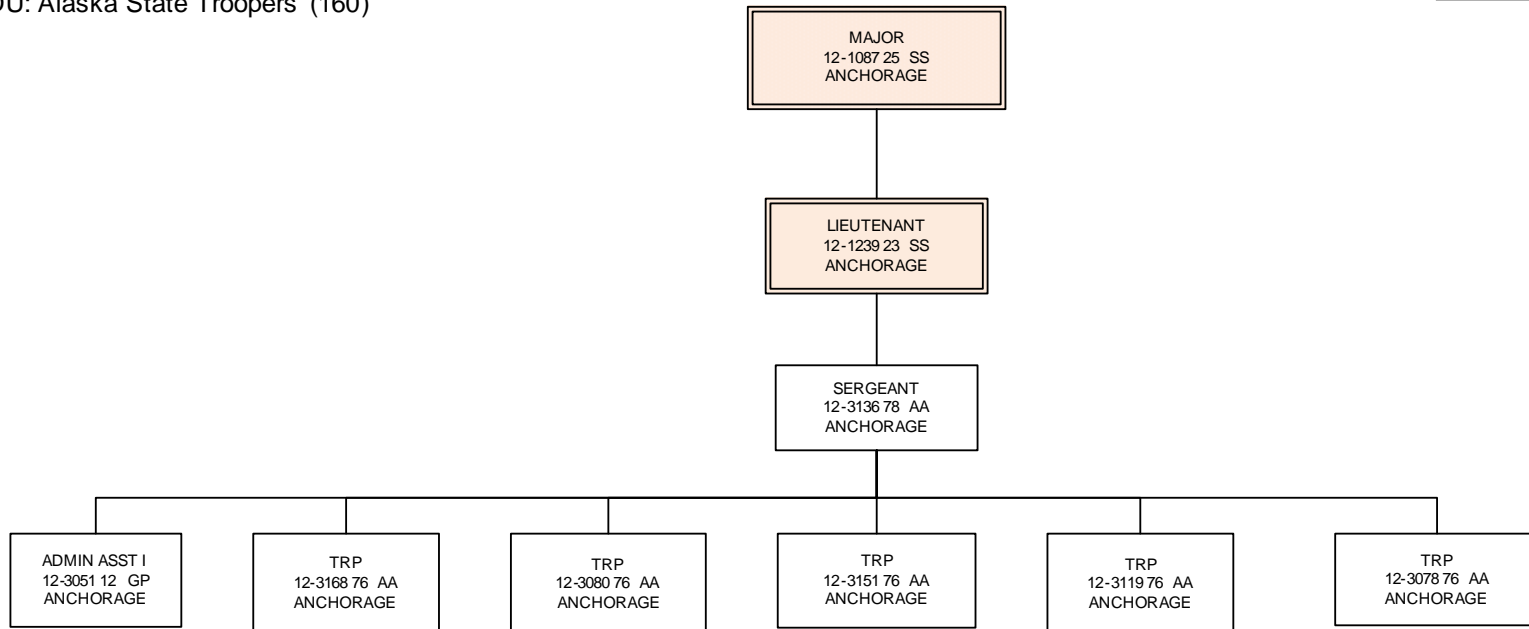 DU: Alaska State Troopers (160)
MAJOR
12-1087 25 SS
ANCHORAGE
LIEUTENANT
12-1239 23 SS
ANCHORAGE
SERGEANT
12-3136 78 AA
ANCHORAGE
ADMIN ASST I
12-3051 12 GP
ANCHORAGE
TRP
12-3168 76 AA
ANCHORAGE
TRP
12-3080 76 AA
ANCHORAGE
TRP
12-3151 76 AA
ANCHORAGE
TRP
12-3119 76 AA
ANCHORAGE
TRP
12-3078 76 AA
ANCHORAGE